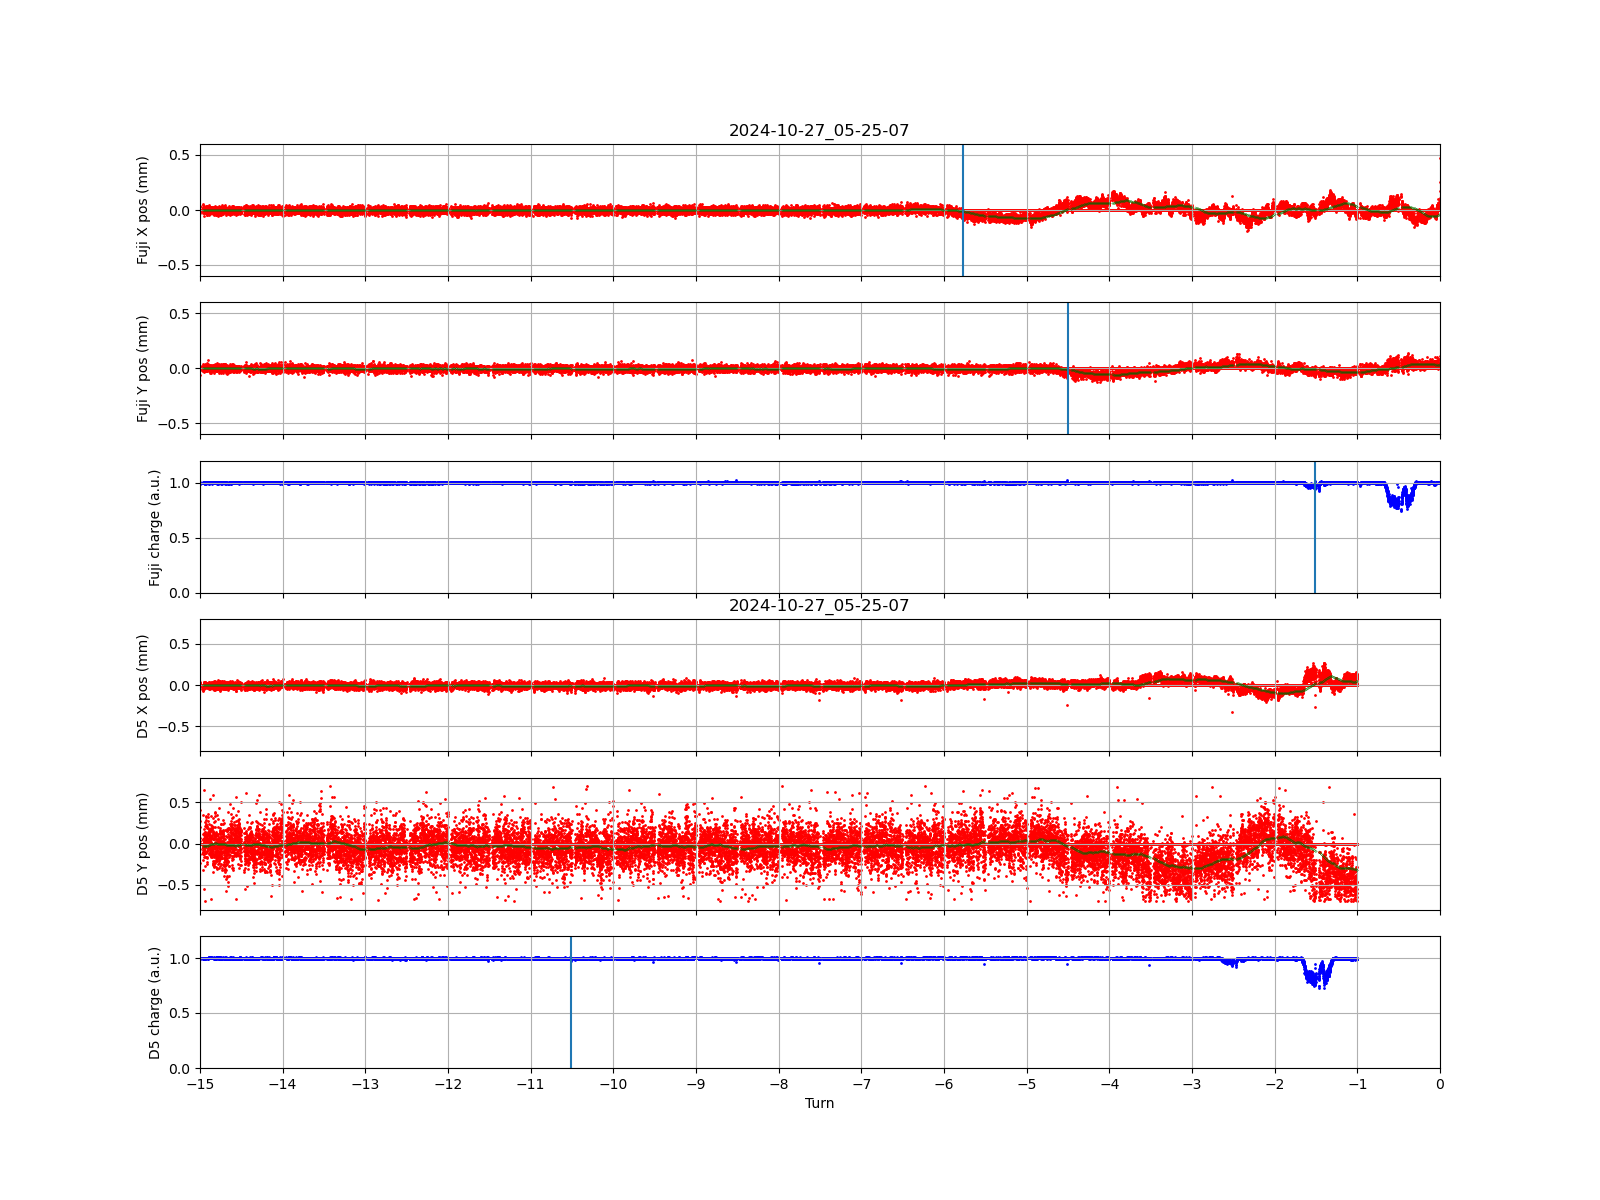 2024-10-27_05-25-07
Fuji X pos (mm)
0.5
0.0
−0.5
Fuji Y pos (mm)
0.5
0.0
−0.5
Fuji charge (a.u.)
1.0
0.5
0.0
2024-10-27_05-25-07
D5 X pos (mm)
0.5
0.0
−0.5
D5 Y pos (mm)
0.5
0.0
−0.5
D5 charge (a.u.)
1.0
0.5
0.0
−15 −14 −13 −12 −11 −10 −9 −8 −7 −6 −5 −4 −3 −2 −1 0
Turn